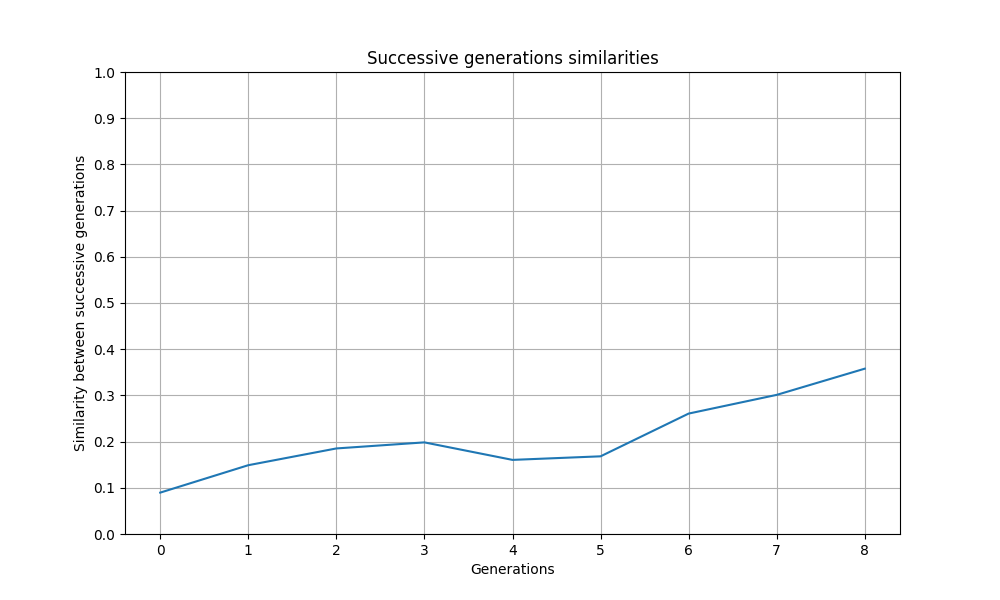 Successive generations similarities
Similarity between successive generations
1.0
0.9
0.8
0.7
0.6
0.5
0.4
0.3
0.2
0.1
0.0
0 1 2 3 4 5 6 7 8
Generations